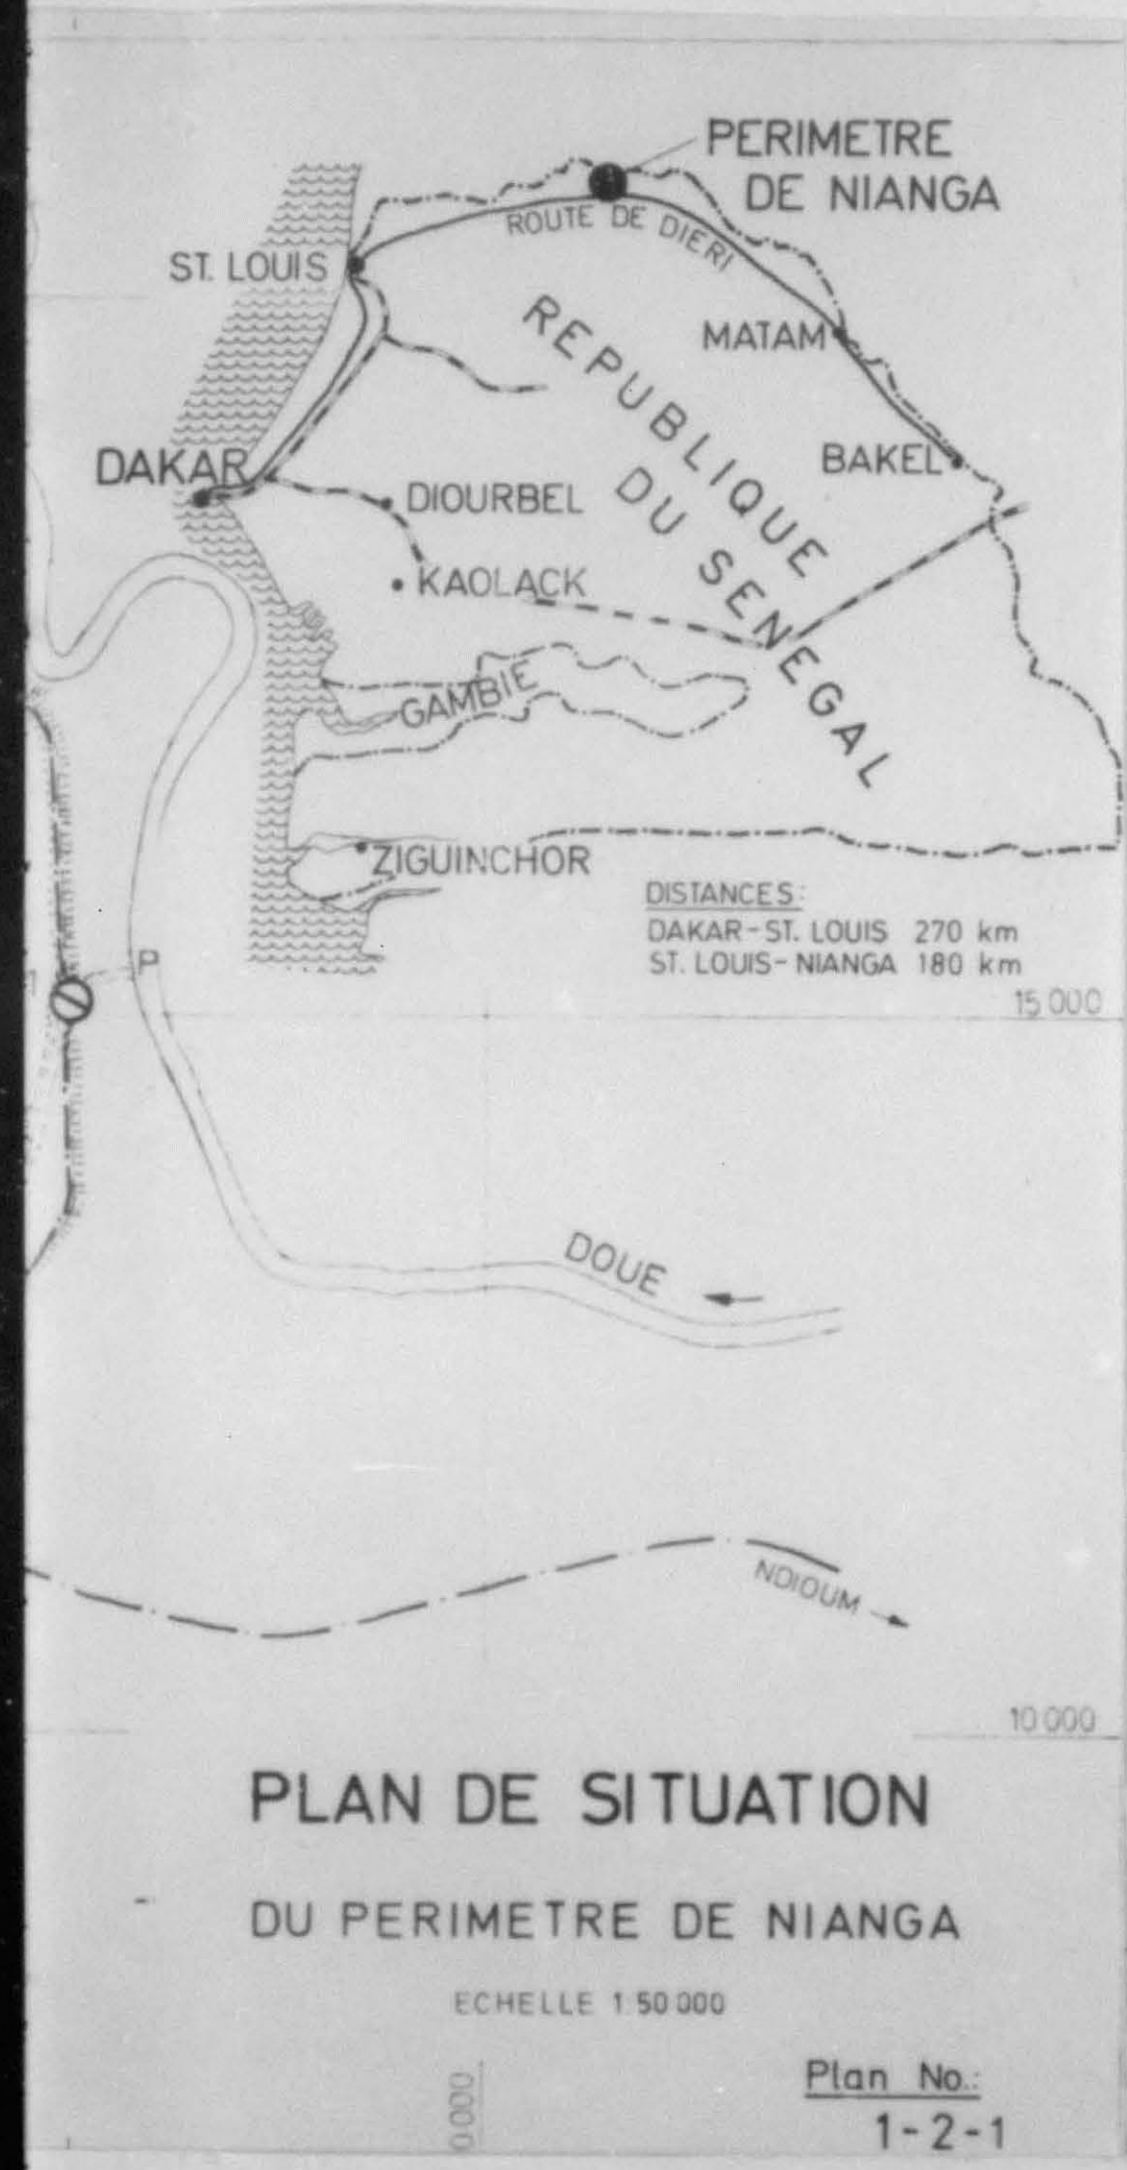 PERIMETRE
DE NIANGA
ROUTE DE DIERI
ST. LOUIS
MATAM
REPUBLIQUE
DU SENEGAL
DAKAR
BAKEL
DIOURBEL
KAOLACK
GAMBIE
ZIGUINCHOR
DISTANCES:
DAKAR-ST. LOUIS 270 km
ST. LOUIS-NIANGA 180 km
P
15 000
DOUE
NDIOUM
10 000
PLAN DE SITUATION
DU PERIMETRE DE NIANGA
ECHELLE 1:50 000
Plan No.:
1-2-1